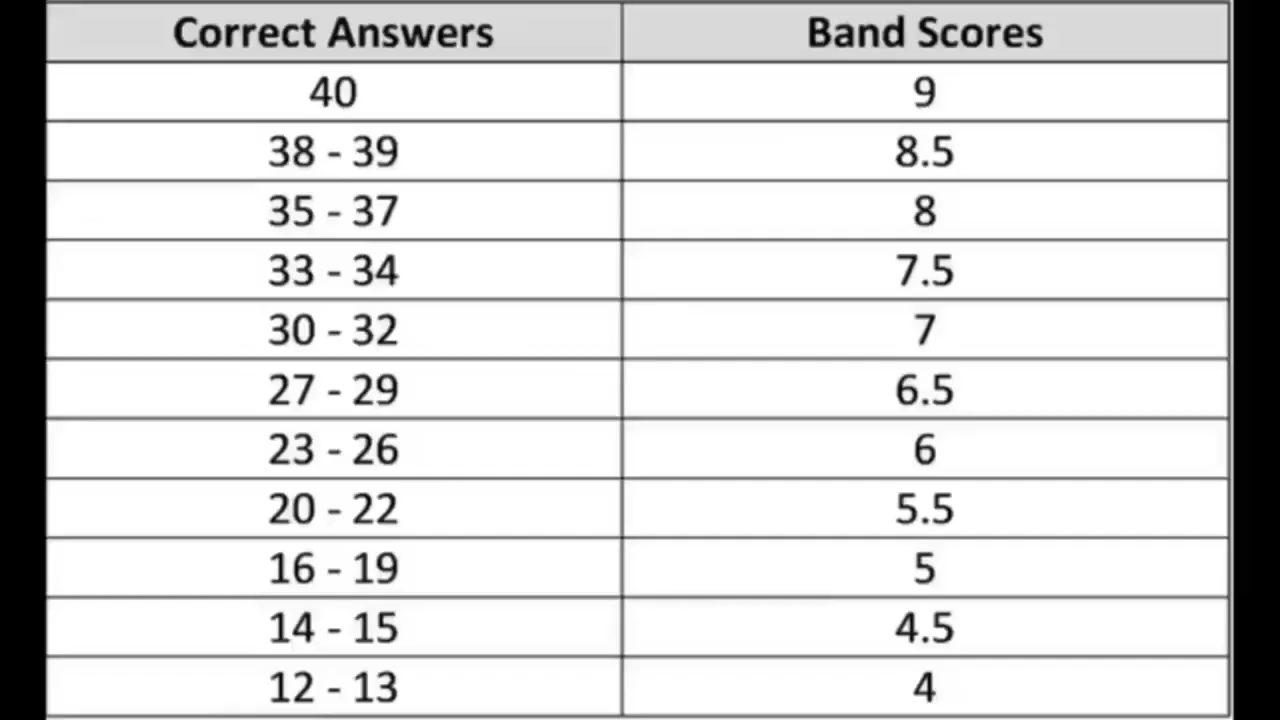 Correct Answers Band Scores
40 9
38 - 39 8.5
35 - 37 8
33 - 34 7.5
30 - 32 7
27 - 29 6.5
23 - 26 6
20 - 22 5.5
16 - 19 5
14 - 15 4.5
12 - 13 4